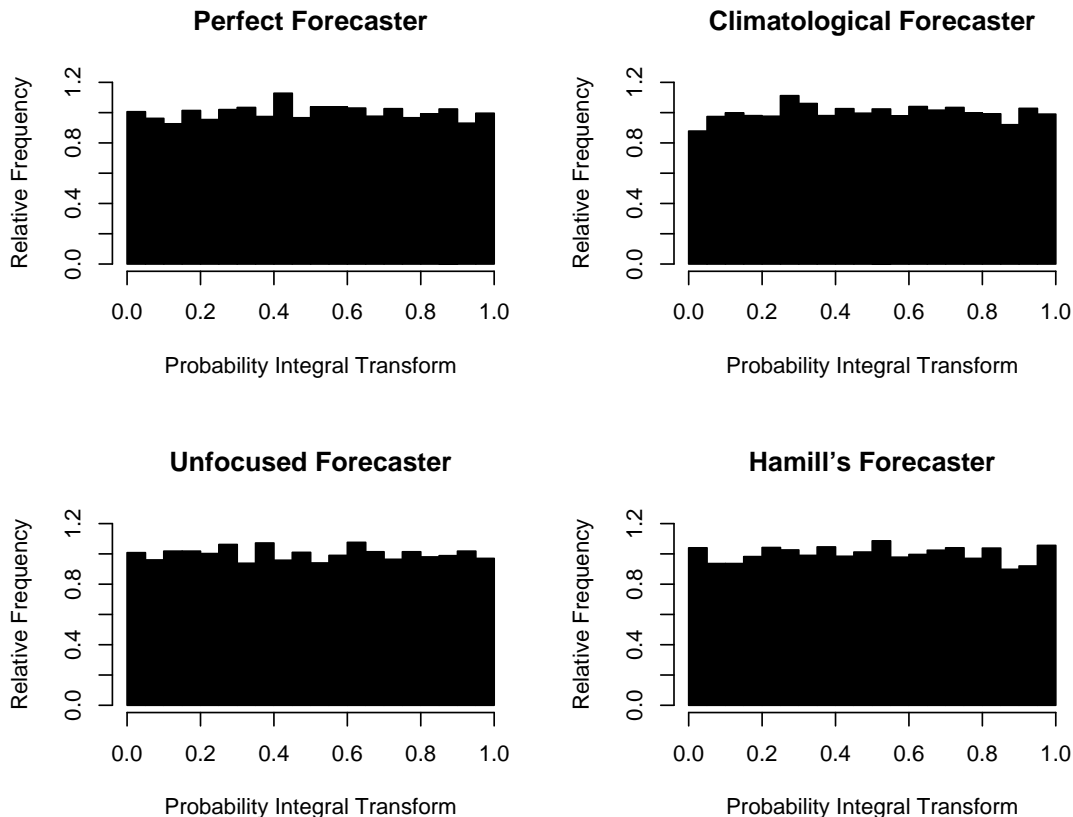 Perfect Forecaster
Relative Frequency
0.0 0.4 0.8 1.2
0.0 0.2 0.4 0.6 0.8 1.0
Probability Integral Transform
Climatological Forecaster
Relative Frequency
0.0 0.4 0.8 1.2
0.0 0.2 0.4 0.6 0.8 1.0
Probability Integral Transform
Unfocused Forecaster
Relative Frequency
0.0 0.4 0.8 1.2
0.0 0.2 0.4 0.6 0.8 1.0
Probability Integral Transform
Hamill’s Forecaster
Relative Frequency
0.0 0.4 0.8 1.2
0.0 0.2 0.4 0.6 0.8 1.0
Probability Integral Transform